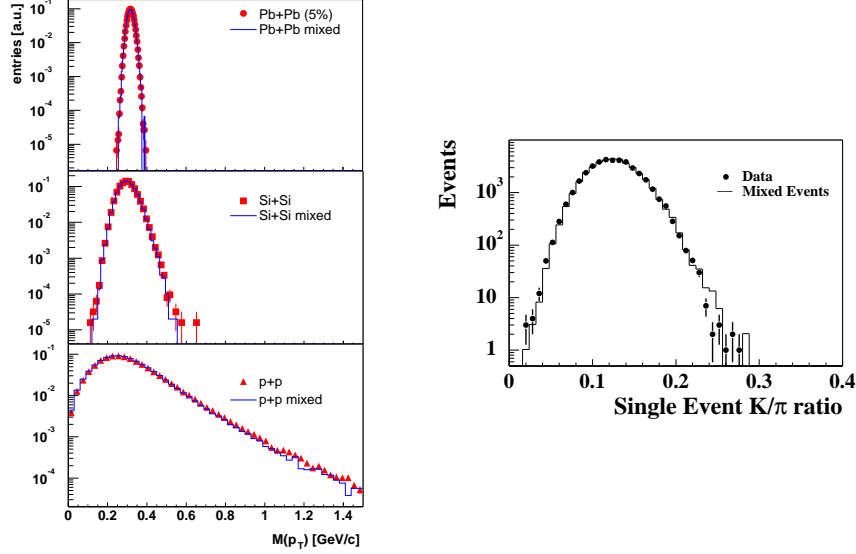 entries [a.u.]
10⁻¹
10⁻²
10⁻³
10⁻⁴
10⁻⁵
Pb+Pb (5%)
Pb+Pb mixed
10⁻¹
10⁻²
10⁻³
10⁻⁴
10⁻⁵
Si+Si
Si+Si mixed
10⁻¹
10⁻²
10⁻³
10⁻⁴
p+p
p+p mixed
0 0.2 0.4 0.6 0.8 1 1.2 1.4
M(p_T) [GeV/c]
Events
10³
10²
10
1
Data
Mixed Events
0 0.1 0.2 0.3 0.4
Single Event K/π ratio